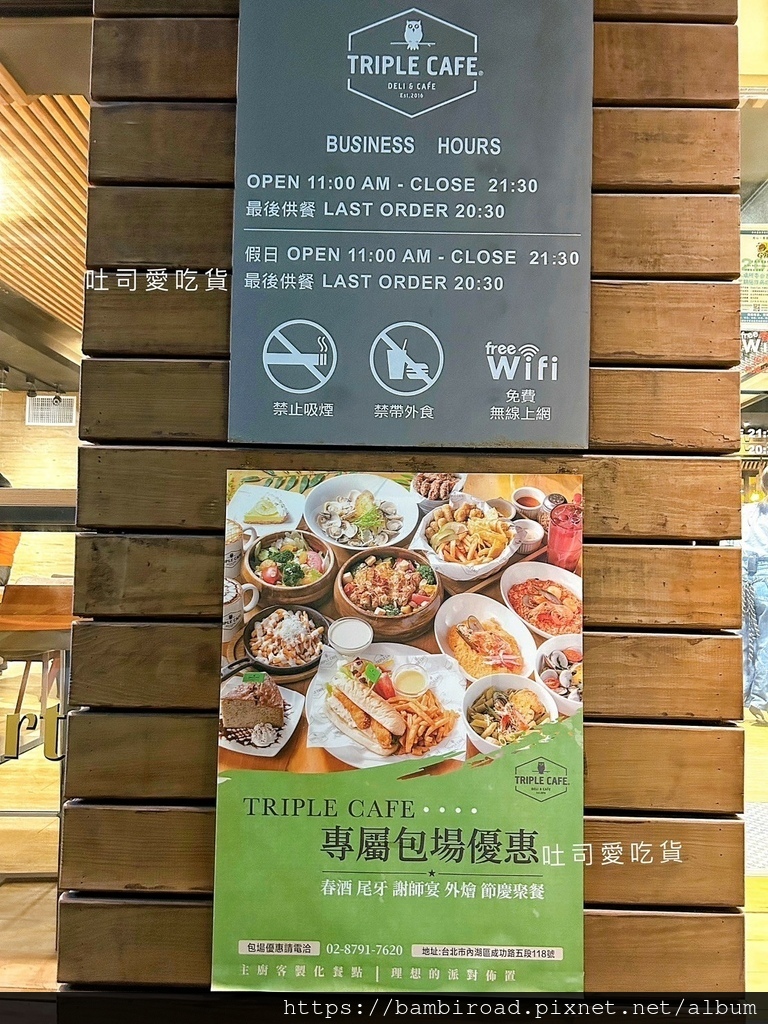 TRIPLE CAFE®
DELI & CAFE
Est.2016
BUSINESS HOURS
OPEN 11:00 AM - CLOSE 21:30
最後供餐 LAST ORDER 20:30
假日 OPEN 11:00 AM - CLOSE 21:30
最後供餐 LAST ORDER 20:30
吐司愛吃貨
free
Wifi
禁止吸煙
禁帶外食
免費
無線上網
rt
TRIPLE CAFE
DELI & CAFE
TRIPLE CAFE
專屬包場優惠
吐司愛吃貨
春酒 尾牙 謝師宴 外燴 節慶聚餐
包場優惠請電洽 02-8791-7620 地址:台北市內湖區成功路五段118號
主廚客製化餐點 | 理想的派對佈置
https://bambiroad.pixnet.net/album